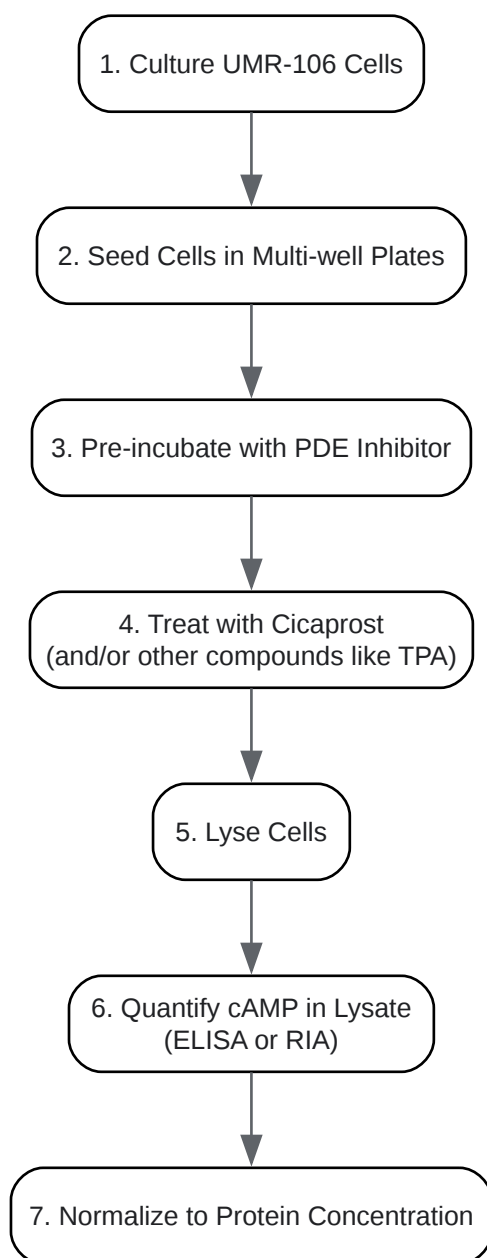 1. Culture UMR-106 Cells
2. Seed Cells in Multi-well Plates
3. Pre-incubate with PDE Inhibitor
4. Treat with Cicaprost
(and/or other compounds like TPA)
5. Lyse Cells
6. Quantify cAMP in Lysate
(ELISA or RIA)
7. Normalize to Protein Concentration